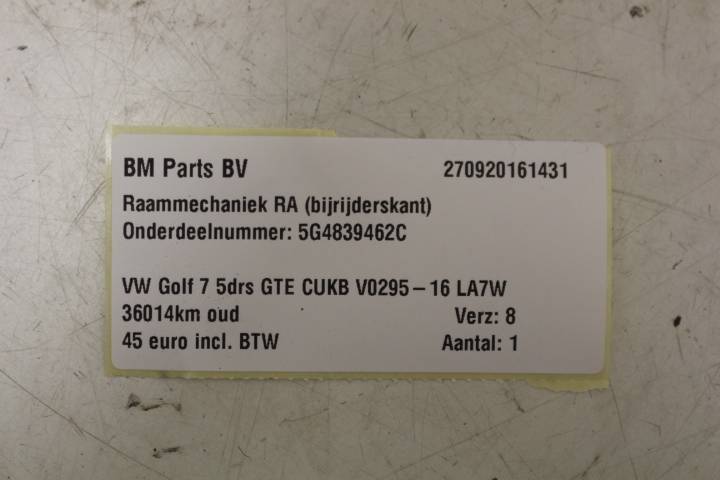 BM Parts BV 270920161431
Raammechaniek RA (bijrijderskant)
Onderdeelnummer: 5G4839462C
VW Golf 7 5drs GTE CUKB V0295-16 LA7W
36014km oud Verz: 8
45 euro incl. BTW Aantal: 1